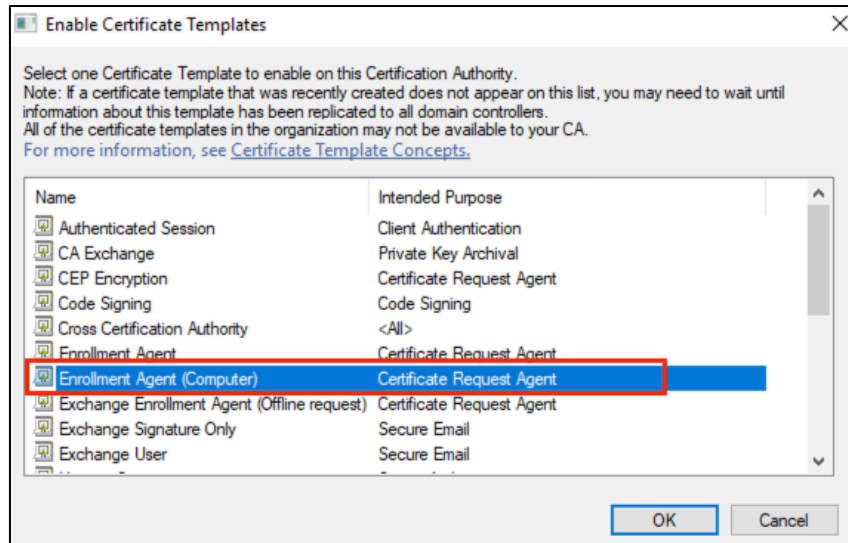 Enable Certificate Templates
Select one Certificate Template to enable on this Certification Authority.
Note: If a certificate template that was recently created does not appear on this list, you may need to wait until
information about this template has been replicated to all domain controllers.
All of the certificate templates in the organization may not be available to your CA.
For more information, see Certificate Template Concepts.
Name Intended Purpose
Authenticated Session Client Authentication
CA Exchange Private Key Archival
CEP Encryption Certificate Request Agent
Code Signing Code Signing
Cross Certification Authority <All>
Enrollment Agent Certificate Request Agent
Enrollment Agent (Computer) Certificate Request Agent
Exchange Enrollment Agent (Offline request) Certificate Request Agent
Exchange Signature Only Secure Email
Exchange User Secure Email
OK Cancel